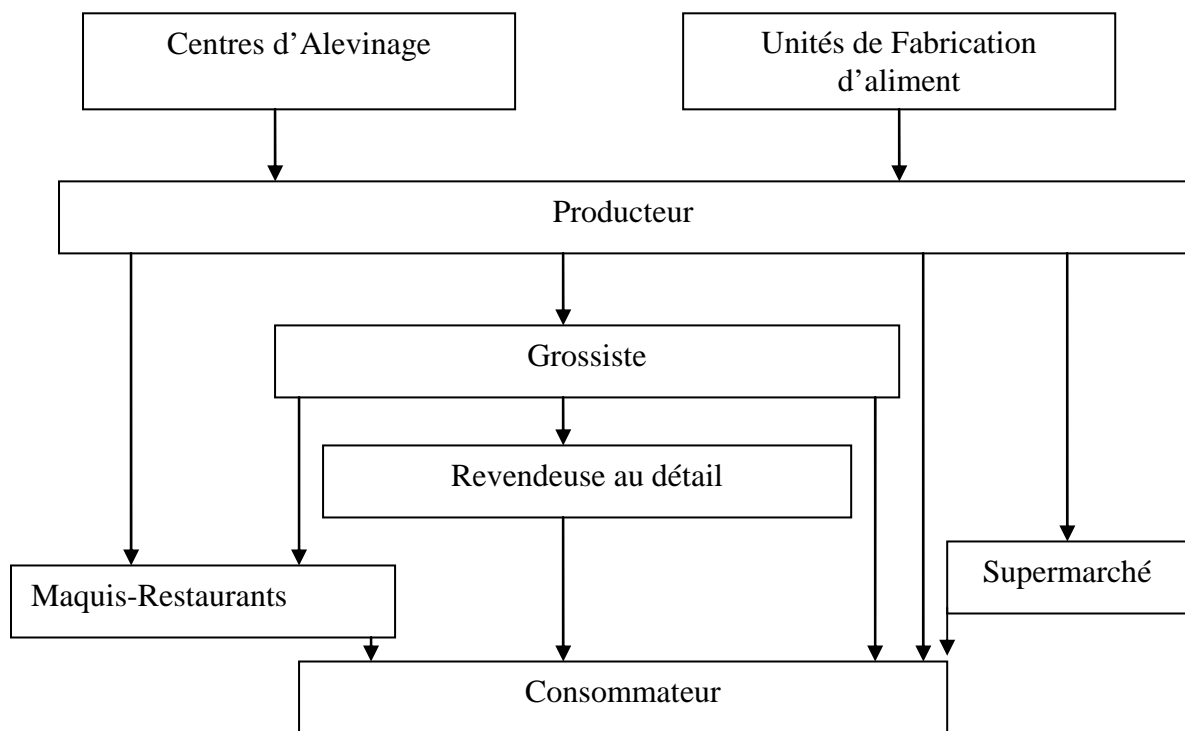 Centres d’Alevinage
Unités de Fabrication
d’aliment
Producteur
Grossiste
Revendeuse au détail
Maquis-Restaurants
Supermarché
Consommateur